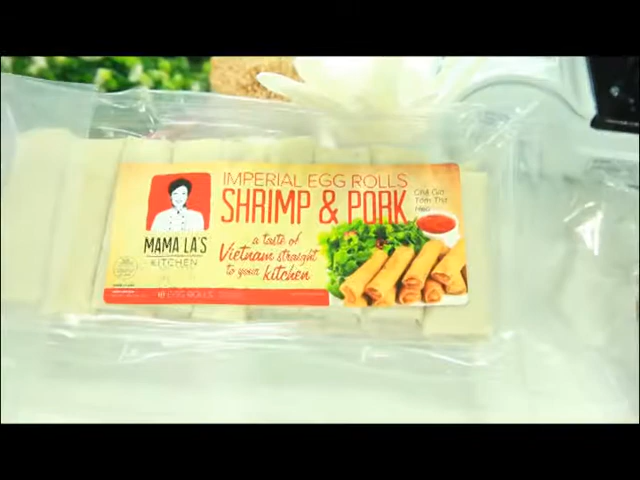 IMPERIAL EGG ROLLS
SHRIMP & PORK
Chả Giò
Tôm Thịt
Heo
MAMA LA'S
KITCHEN
a taste of
Vietnam straight
to your kitchen
EGG ROLLS